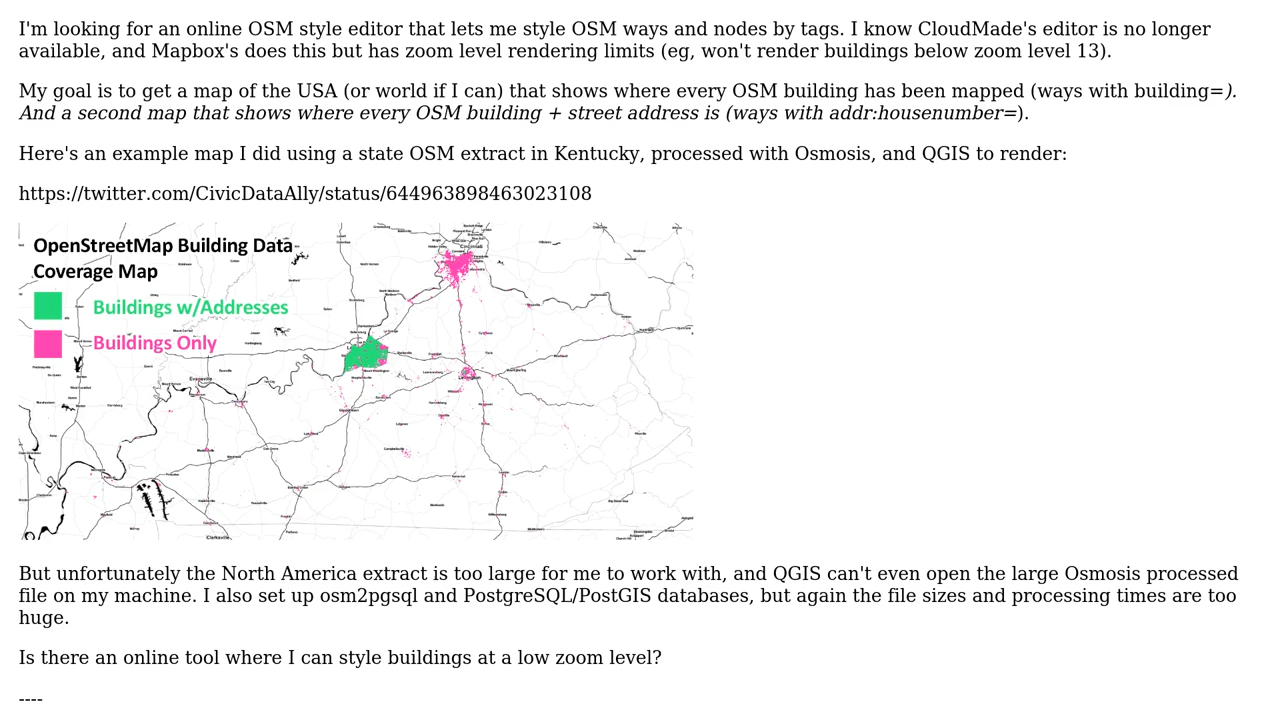 I'm looking for an online OSM style editor that lets me style OSM ways and nodes by tags. I know CloudMade's editor is no longer
available, and Mapbox's does this but has zoom level rendering limits (eg, won't render buildings below zoom level 13).
My goal is to get a map of the USA (or world if I can) that shows where every OSM building has been mapped (ways with building=).
And a second map that shows where every OSM building + street address is (ways with addr:housenumber=).
Here's an example map I did using a state OSM extract in Kentucky, processed with Osmosis, and QGIS to render:
https://twitter.com/CivicDataAlly/status/644963898463023108
OpenStreetMap Building Data
Coverage Map
Buildings w/Addresses
Buildings Only
Cincinnati
Lexington
Evansville
Clarksville
But unfortunately the North America extract is too large for me to work with, and QGIS can't even open the large Osmosis processed
file on my machine. I also set up osm2pgsql and PostgreSQL/PostGIS databases, but again the file sizes and processing times are too
huge.
Is there an online tool where I can style buildings at a low zoom level?
----